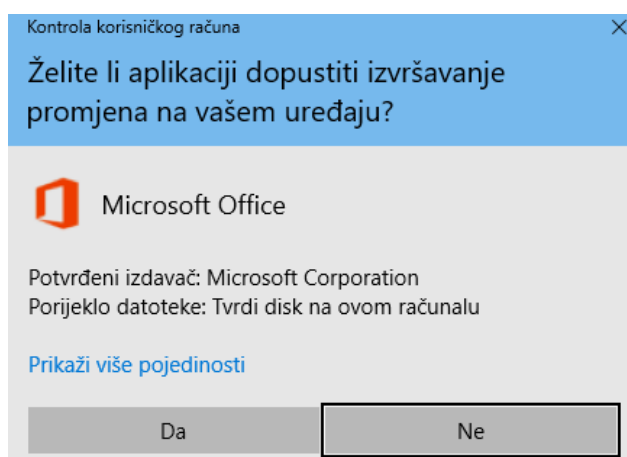 Kontrola korisničkog računa
Želite li aplikaciji dopustiti izvršavanje
promjena na vašem uređaju?
Microsoft Office
Potvrđeni izdavač: Microsoft Corporation
Porijeklo datoteke: Tvrdi disk na ovom računalu
Prikaži više pojedinosti
Da
Ne